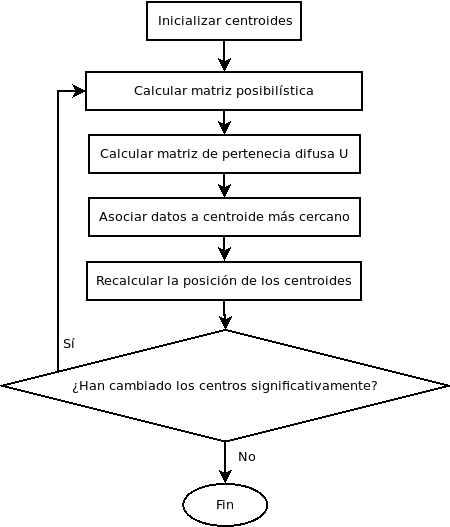 Inicializar centroides
Calcular matriz posibilística
Calcular matriz de pertenecia difusa U
Asociar datos a centroide más cercano
Recalcular la posición de los centroides
Sí
¿Han cambiado los centros significativamente?
No
Fin